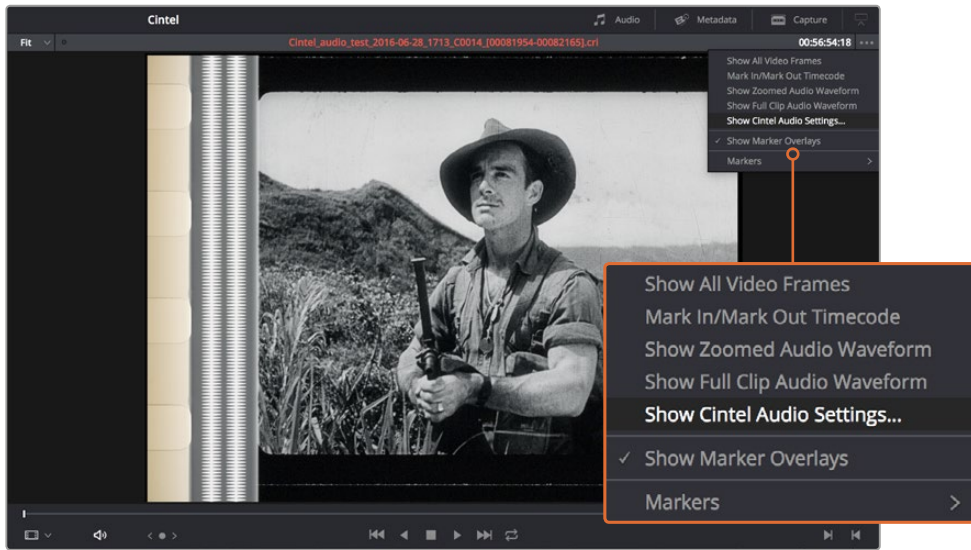 Cintel
Audio
Metadata
Capture
Fit
Cintel_audio_test_2016-06-28_1713_C0014_[00081954-00082165].cri
00:56:54:18
Show All Video Frames
Mark In/Mark Out Timecode
Show Zoomed Audio Waveform
Show Full Clip Audio Waveform
Show Cintel Audio Settings...
Show Marker Overlays
Markers
Show All Video Frames
Mark In/Mark Out Timecode
Show Zoomed Audio Waveform
Show Full Clip Audio Waveform
Show Cintel Audio Settings...
Show Marker Overlays
Markers